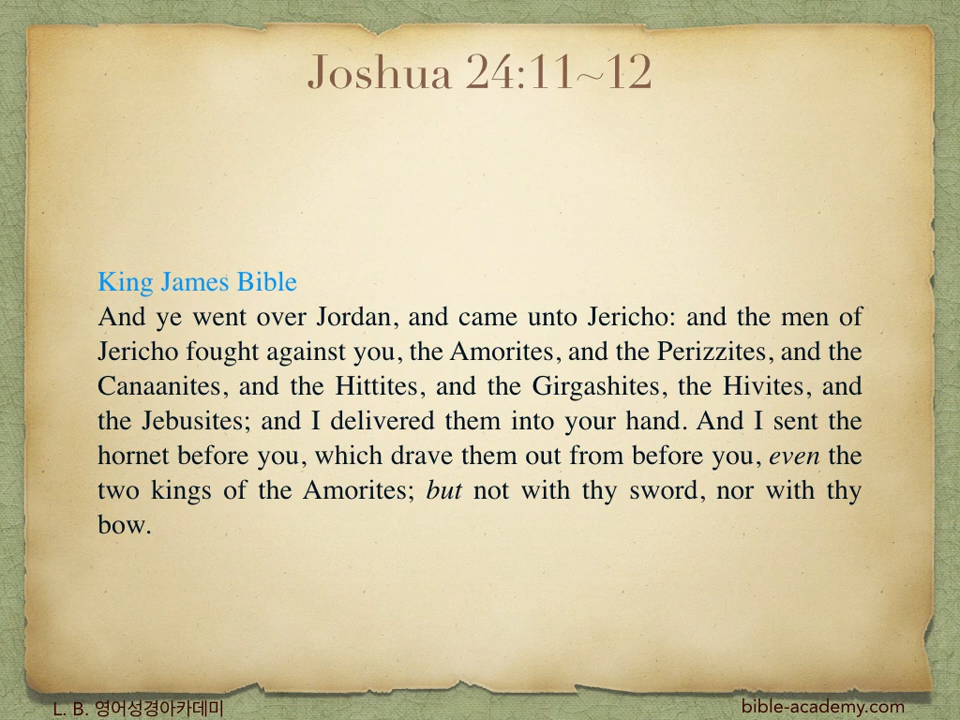 Joshua 24:11~12
King James Bible
And ye went over Jordan, and came unto Jericho: and the men of
Jericho fought against you, the Amorites, and the Perizzites, and the
Canaanites, and the Hittites, and the Girgashites, the Hivites, and
the Jebusites; and I delivered them into your hand. And I sent the
hornet before you, which drave them out from before you, even the
two kings of the Amorites; but not with thy sword, nor with thy
bow.
L. B. 영어성경아카데미
bible-academy.com